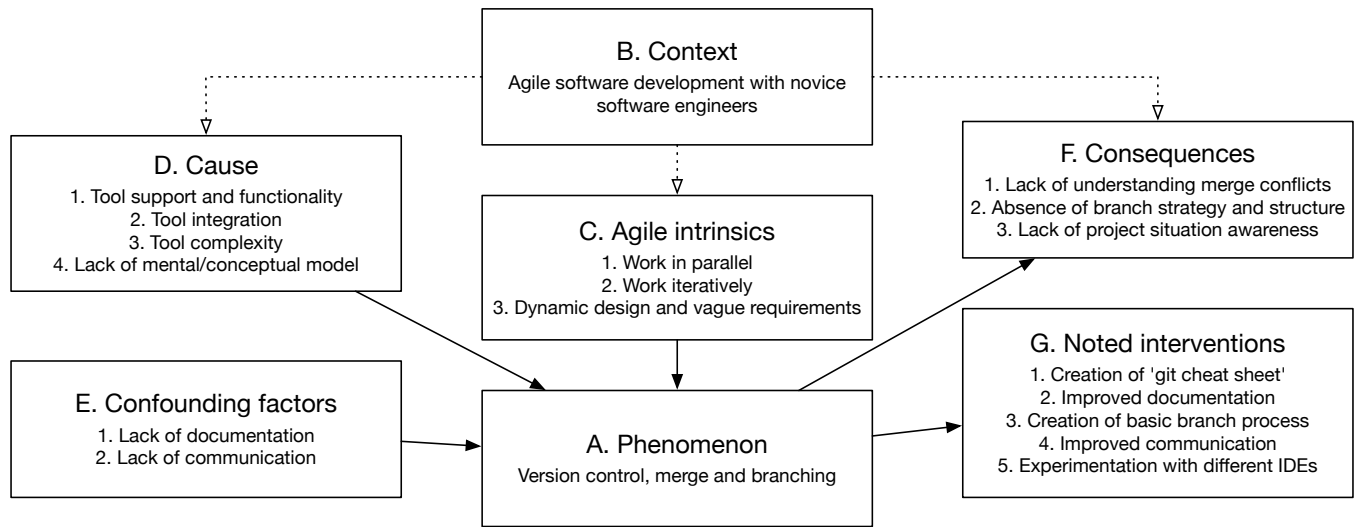 B. Context
Agile software development with novice
software engineers
D. Cause
1. Tool support and functionality
2. Tool integration
3. Tool complexity
4. Lack of mental/conceptual model
C. Agile intrinsics
1. Work in parallel
2. Work iteratively
3. Dynamic design and vague requirements
F. Consequences
1. Lack of understanding merge conflicts
2. Absence of branch strategy and structure
3. Lack of project situation awareness
E. Confounding factors
1. Lack of documentation
2. Lack of communication
A. Phenomenon
Version control, merge and branching
G. Noted interventions
1. Creation of 'git cheat sheet'
2. Improved documentation
3. Creation of basic branch process
4. Improved communication
5. Experimentation with different IDEs